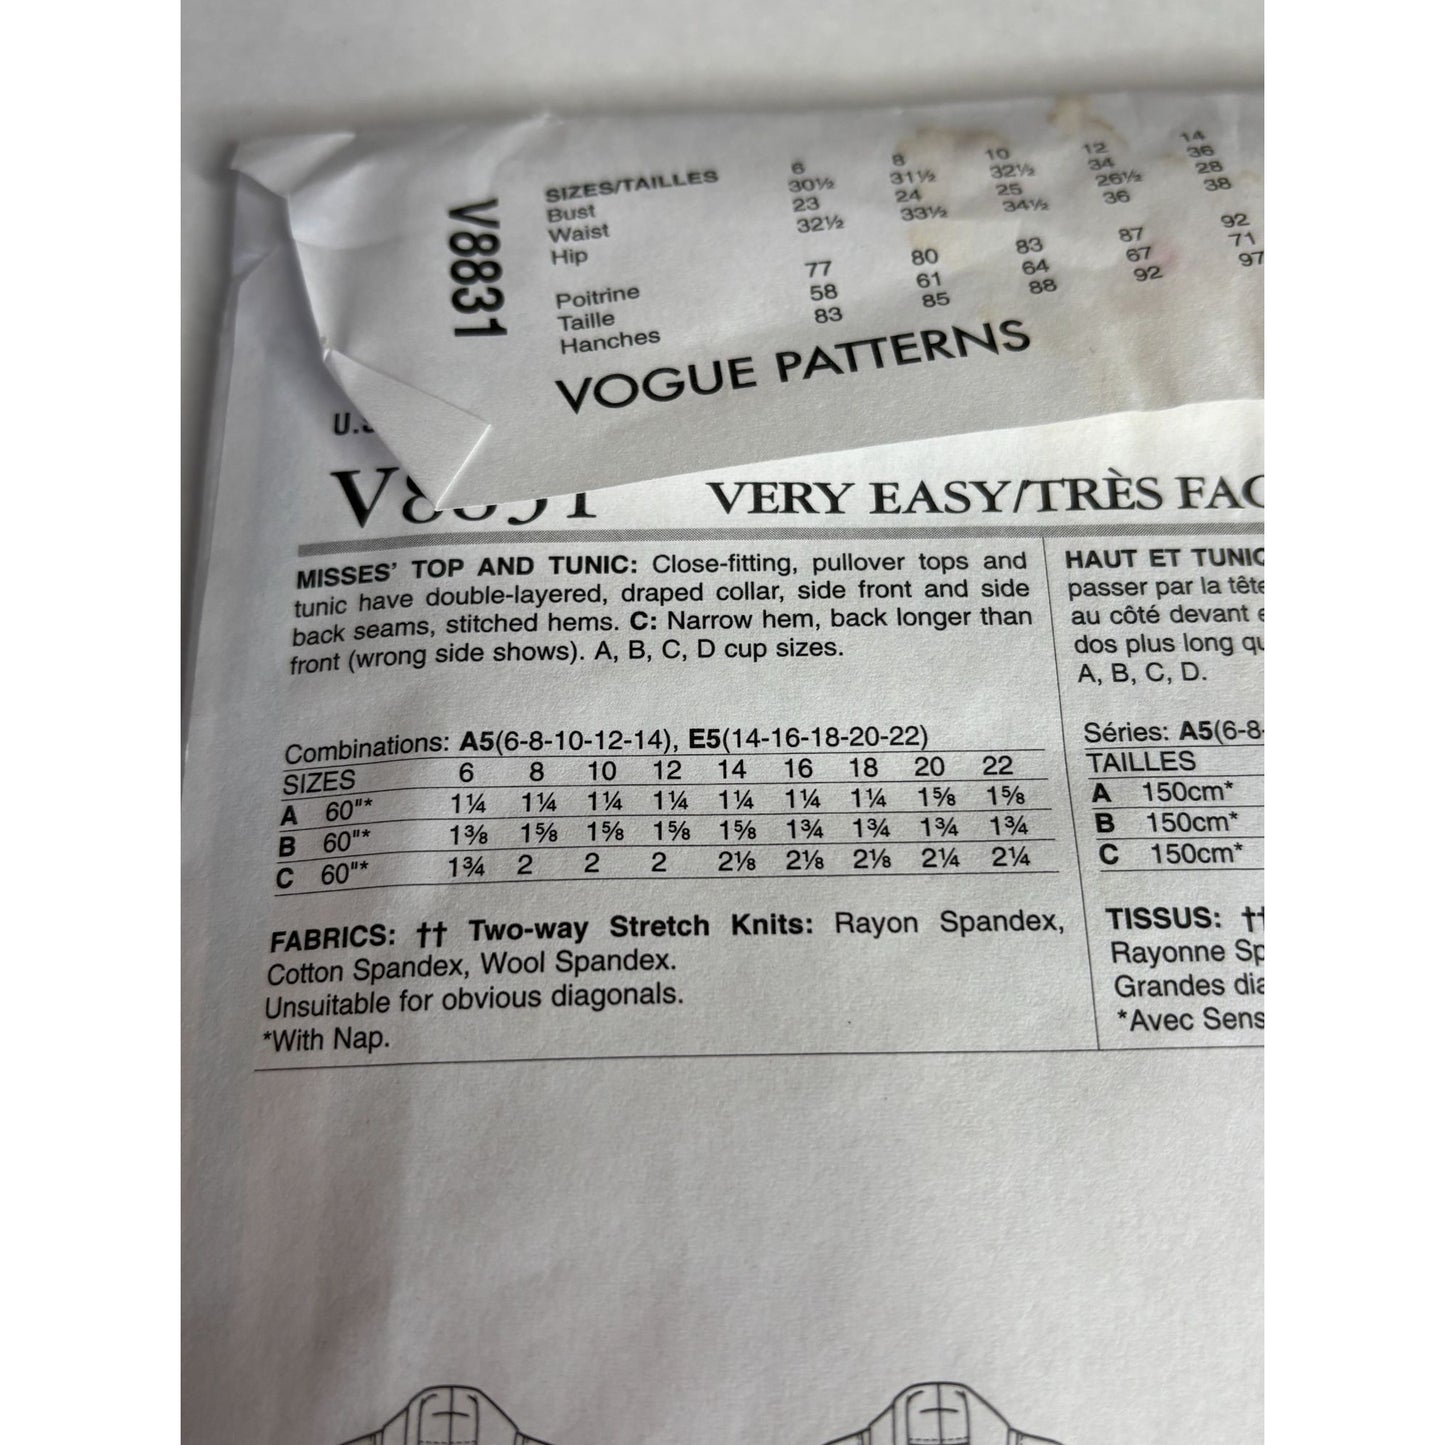 V8831
SIZES/TAILLES 6 8 10 12 14
Bust 30½ 31½ 32½ 34 36
Waist 23 24 25 26½ 28
Hip 32½ 33½ 34½ 36 38
Poitrine 77 80 83 87 92
Taille 58 61 64 67 71
Hanches 83 85 88 92 97
VOGUE PATTERNS
U.S
VERY EASY/TRÈS FAC
MISSES' TOP AND TUNIC: Close-fitting, pullover tops and
tunic have double-layered, draped collar, side front and side
back seams, stitched hems. C: Narrow hem, back longer than
front (wrong side shows). A, B, C, D cup sizes.
Combinations: A5(6-8-10-12-14), E5(14-16-18-20-22)
SIZES 6 8 10 12 14 16 18 20 22
A 60"* 1¼ 1¼ 1¼ 1¼ 1¼ 1¼ 1¼ 1⅝ 1⅝
B 60"* 1⅜ 1⅝ 1⅝ 1⅝ 1⅝ 1¾ 1¾ 1¾ 1¾
C 60"* 1¾ 2 2 2 2⅛ 2⅛ 2⅛ 2¼ 2¼
FABRICS: †† Two-way Stretch Knits: Rayon Spandex,
Cotton Spandex, Wool Spandex.
Unsuitable for obvious diagonals.
*With Nap.
HAUT ET TUNIC
passer par la tête
au côté devant e
dos plus long qu
A, B, C, D.
Séries: A5(6-8-
TAILLES
A 150cm*
B 150cm*
C 150cm*
TISSUS: ††
Rayonne Sp
Grandes dia
*Avec Sens